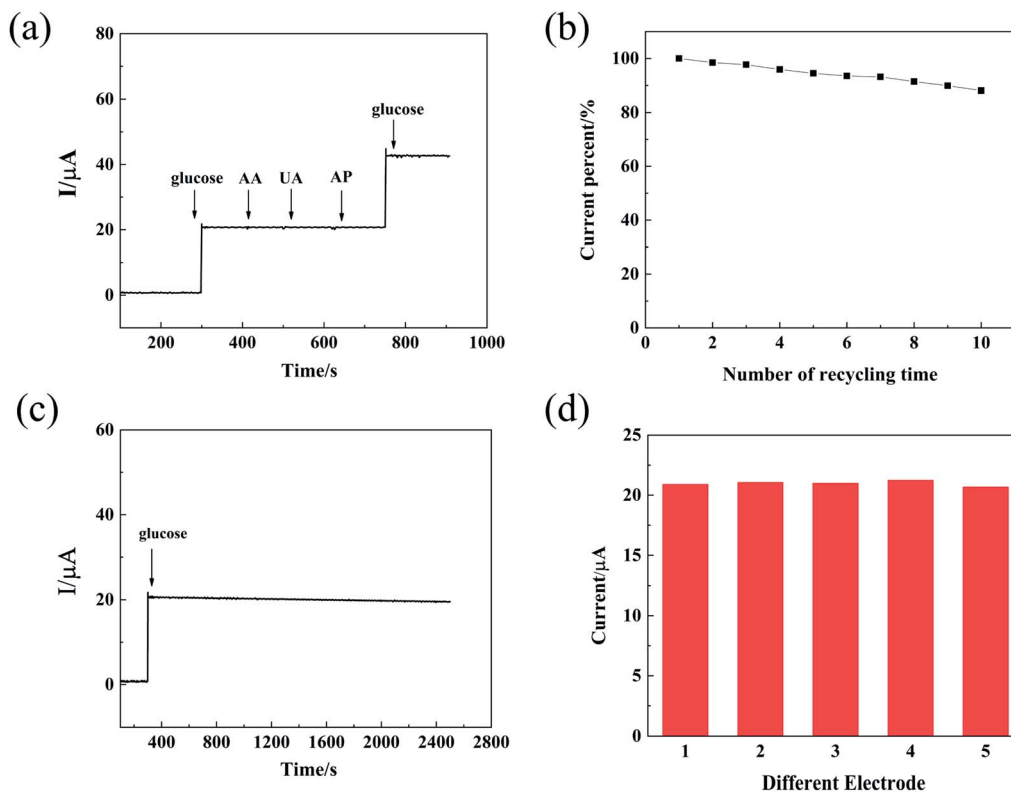 (a)
80
60
40
20
0
I/μA
glucose
AA
UA
AP
glucose
200
400
600
800
1000
Time/s
(b)
100
80
60
40
20
0
Current percent/%
0
2
4
6
8
10
Number of recycling time
(c)
60
40
20
0
I/μA
glucose
400
800
1200
1600
2000
2400
2800
Time/s
(d)
25
20
15
10
5
0
Current/μA
1
2
3
4
5
Different Electrode